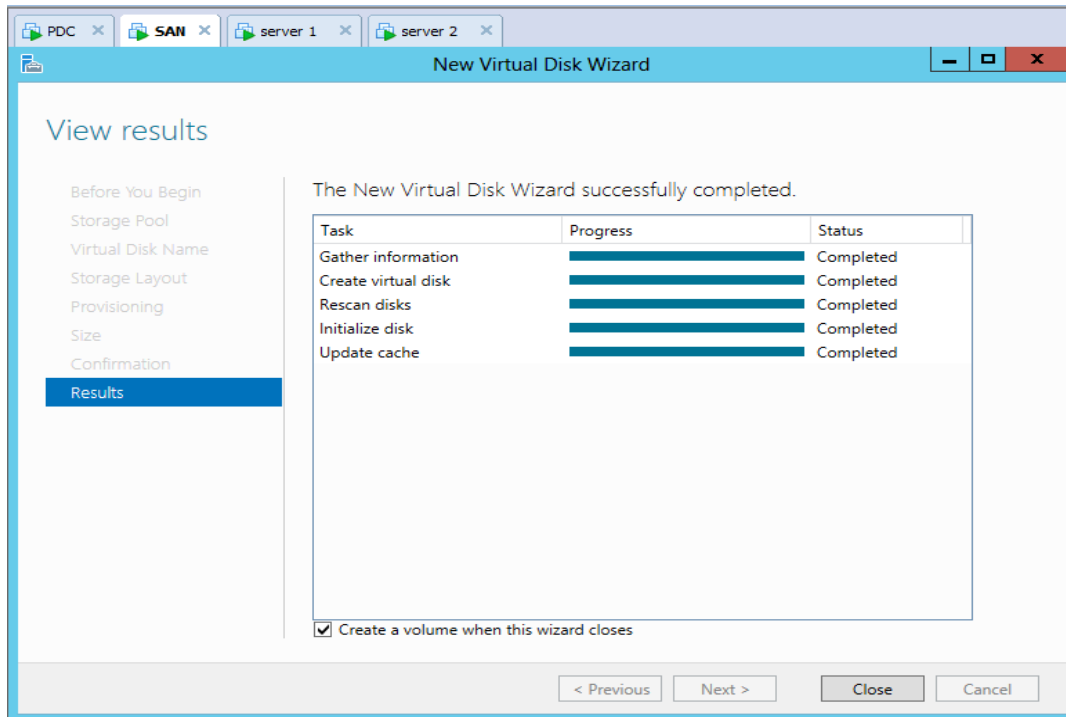 PDC SAN server 1 server 2
New Virtual Disk Wizard
View results
Before You Begin
Storage Pool
Virtual Disk Name
Storage Layout
Provisioning
Size
Confirmation
Results
The New Virtual Disk Wizard successfully completed.
Task Progress Status
Gather information Completed
Create virtual disk Completed
Rescan disks Completed
Initialize disk Completed
Update cache Completed
Create a volume when this wizard closes
< Previous Next > Close Cancel